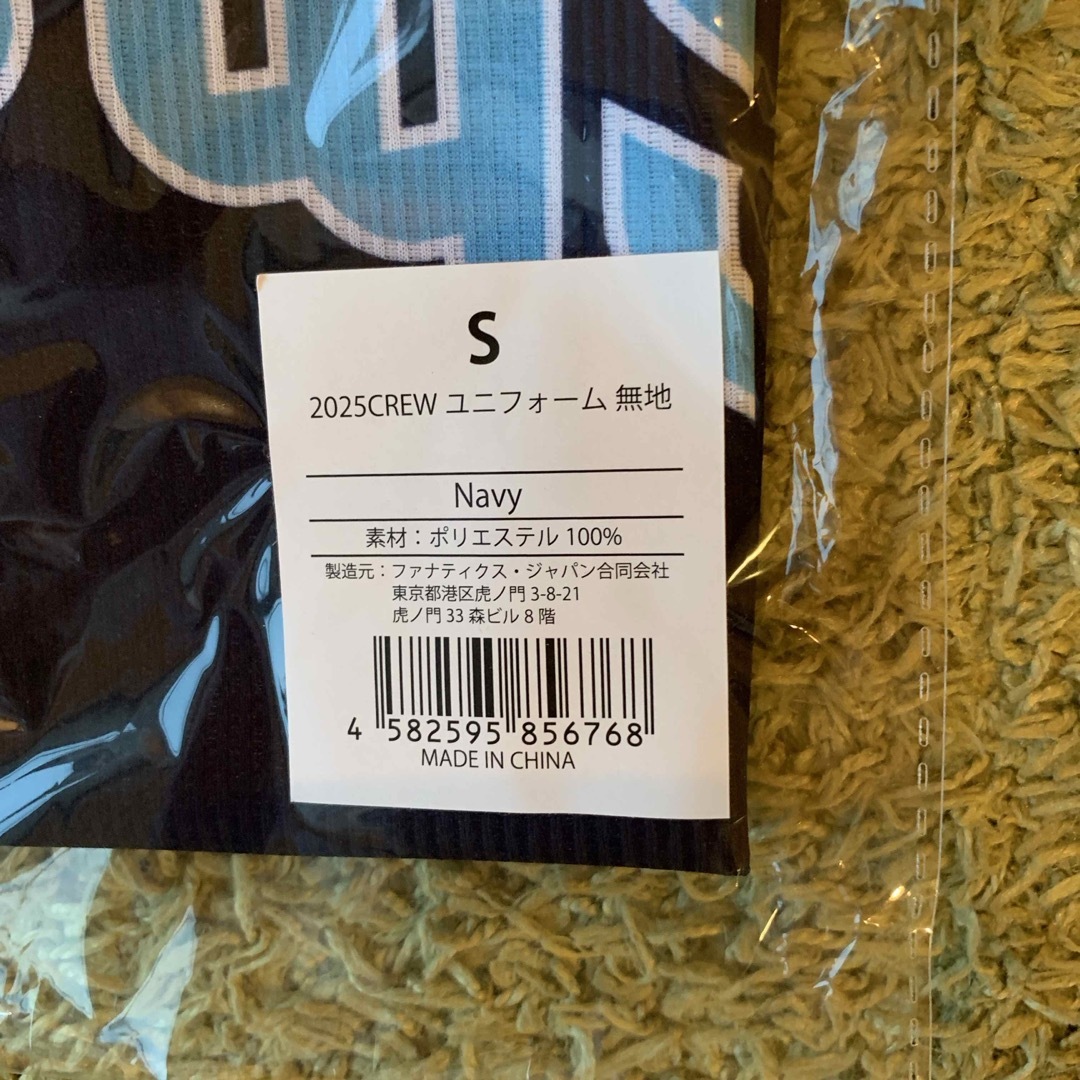 S
2025CREW ユニフォーム 無地
Navy
素材：ポリエステル 100%
製造元：ファナティクス・ジャパン合同会社
東京都港区虎ノ門 3-8-21
虎ノ門 33 森ビル 8 階
4 582595 856768
MADE IN CHINA